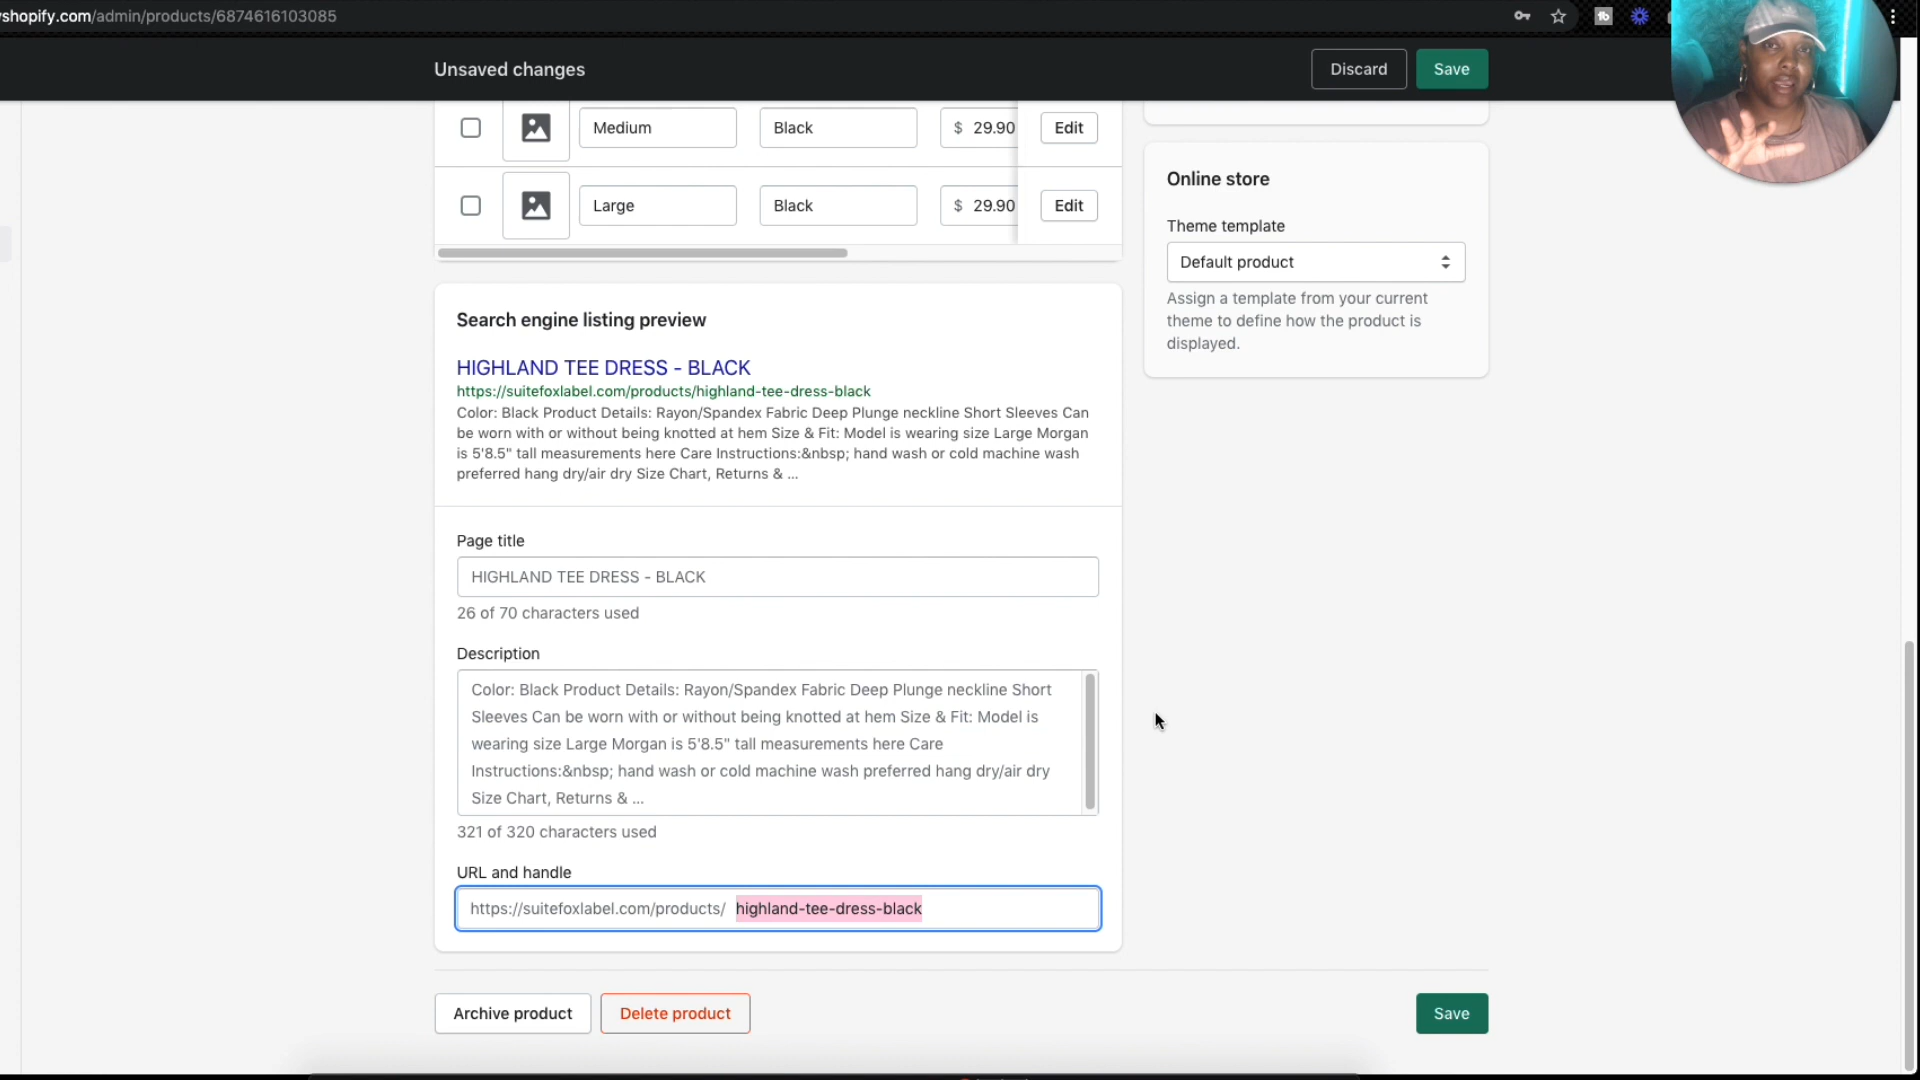 yshopify.com/admin/products/6874616103085
Unsaved changes
Discard
Save
Medium
Black
$ 29.90
Edit
Large
Black
$ 29.90
Edit
Online store
Theme template
Default product
Assign a template from your current
theme to define how the product is
displayed.
Search engine listing preview
HIGHLAND TEE DRESS - BLACK
https://suitefoxlabel.com/products/highland-tee-dress-black
Color: Black Product Details: Rayon/Spandex Fabric Deep Plunge neckline Short Sleeves Can
be worn with or without being knotted at hem Size & Fit: Model is wearing size Large Morgan
is 5'8.5" tall measurements here Care Instructions:&nbsp; hand wash or cold machine wash
preferred hang dry/air dry Size Chart, Returns & ...
Page title
HIGHLAND TEE DRESS - BLACK
26 of 70 characters used
Description
Color: Black Product Details: Rayon/Spandex Fabric Deep Plunge neckline Short
Sleeves Can be worn with or without being knotted at hem Size & Fit: Model is
wearing size Large Morgan is 5'8.5" tall measurements here Care
Instructions:&nbsp; hand wash or cold machine wash preferred hang dry/air dry
Size Chart, Returns & ...
321 of 320 characters used
URL and handle
https://suitefoxlabel.com/products/ highland-tee-dress-black
Archive product
Delete product
Save